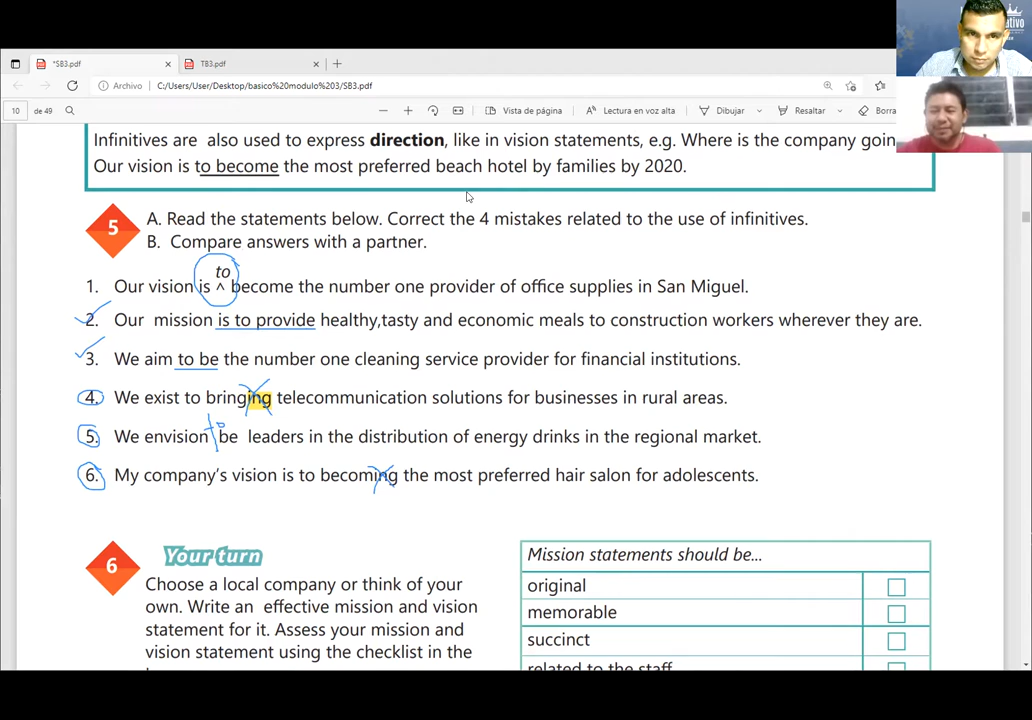 *SB3.pdf
TB3.pdf
Archivo C:/Users/User/Desktop/basico%20modulo%203/SB3.pdf
10 de 49 Vista de página Lectura en voz alta Dibujar Resaltar Borra
Infinitives are also used to express direction, like in vision statements, e.g. Where is the company goin
Our vision is to become the most preferred beach hotel by families by 2020.
5 A. Read the statements below. Correct the 4 mistakes related to the use of infinitives.
B. Compare answers with a partner.
to
1. Our vision is ^ become the number one provider of office supplies in San Miguel.
2. Our mission is to provide healthy,tasty and economic meals to construction workers wherever they are.
3. We aim to be the number one cleaning service provider for financial institutions.
4. We exist to bringing telecommunication solutions for businesses in rural areas.
to
5. We envision be leaders in the distribution of energy drinks in the regional market.
6. My company's vision is to becoming the most preferred hair salon for adolescents.
6 Your turn
Choose a local company or think of your
own. Write an effective mission and vision
statement for it. Assess your mission and
vision statement using the checklist in the
Mission statements should be...
original
memorable
succinct
related to the staff